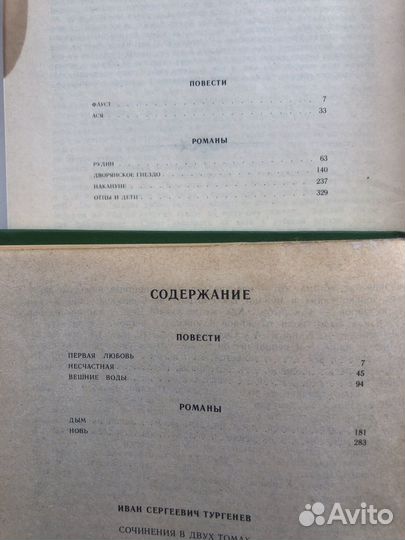 ПОВЕСТИ
ФАУСТ 7
АСЯ 33
РОМАНЫ
РУДИН 63
ДВОРЯНСКОЕ ГНЕЗДО 140
НАКАНУНЕ 237
ОТЦЫ И ДЕТИ 329
СОДЕРЖАНИЕ
ПОВЕСТИ
ПЕРВАЯ ЛЮБОВЬ 7
НЕСЧАСТНАЯ 45
ВЕШНИЕ ВОДЫ 94
РОМАНЫ
ДЫМ 181
НОВЬ 283
ИВАН СЕРГЕЕВИЧ ТУРГЕНЕВ
СОЧИНЕНИЯ В ДВУХ ТОМАХ
Avito